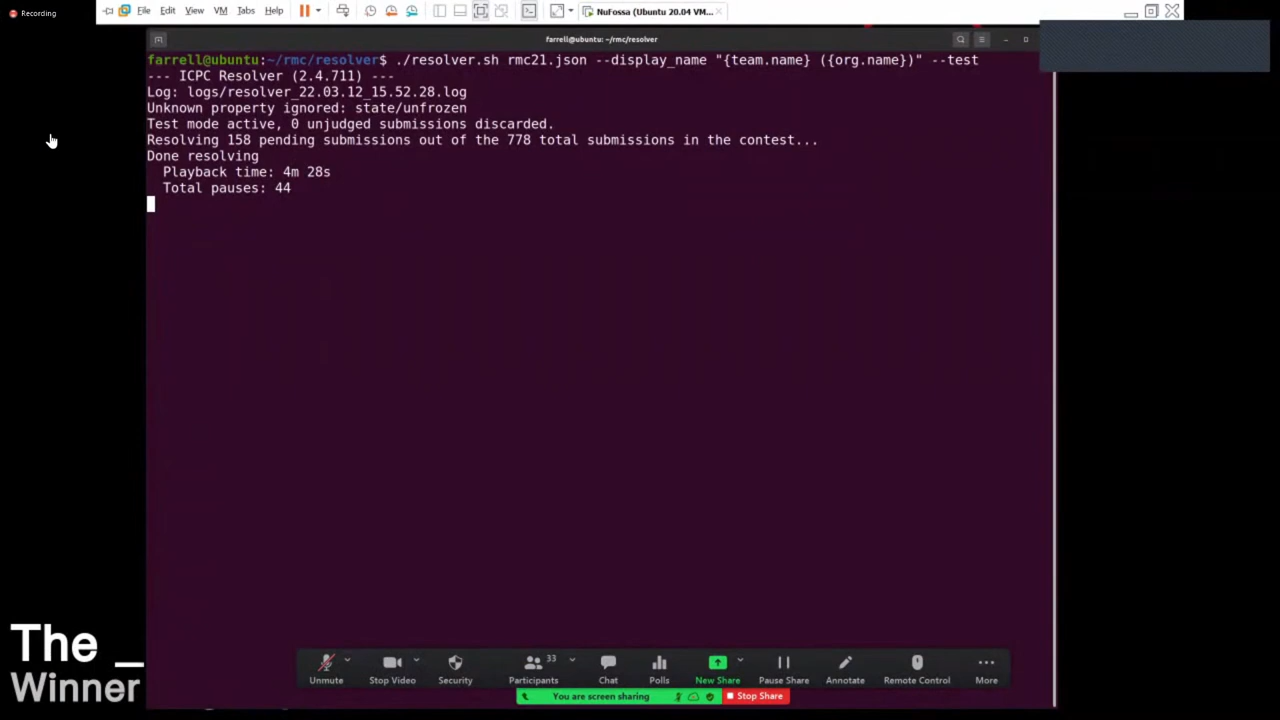 Recording
File Edit View VM Tabs Help
NuFossa (Ubuntu 20.04 VM...
farrell@ubuntu: ~/rmc/resolver
farrell@ubuntu:~/rmc/resolver$ ./resolver.sh rmc21.json --display_name "{team.name} ({org.name})" --test
--- ICPC Resolver (2.4.711) ---
Log: logs/resolver_22.03.12_15.52.28.log
Unknown property ignored: state/unfrozen
Test mode active, 0 unjudged submissions discarded.
Resolving 158 pending submissions out of the 778 total submissions in the contest...
Done resolving
Playback time: 4m 28s
Total pauses: 44
The _
Winner
33
Unmute Stop Video Security Participants Chat Polls New Share Pause Share Annotate Remote Control More
You are screen sharing Stop Share